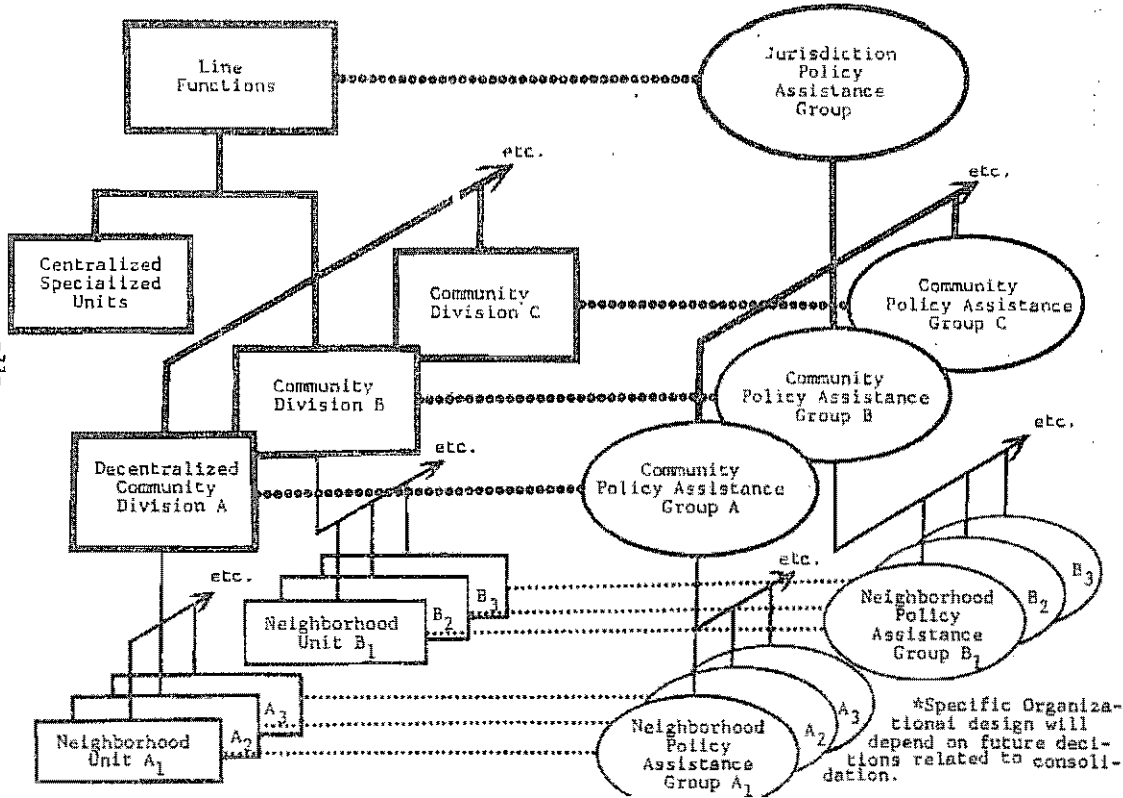 Line
Functions
Jurisdiction
Policy
Assistance
Group
etc.
etc.
Centralized
Specialized
Units
Community
Division C
Community
Policy Assistance
Group C
Community
Division B
Community
Policy Assistance
Group B
etc.
etc.
Decentralized
Community
Division A
Community
Policy Assistance
Group A
etc.
etc.
B3
B2
Neighborhood
Unit B1
B3
B2
Neighborhood
Policy
Assistance
Group B1
A3
A2
Neighborhood
Unit A1
A3
A2
Neighborhood
Policy
Assistance
Group A1
*Specific Organiza-
tional design will
depend on future deci-
tions related to consoli-
dation.